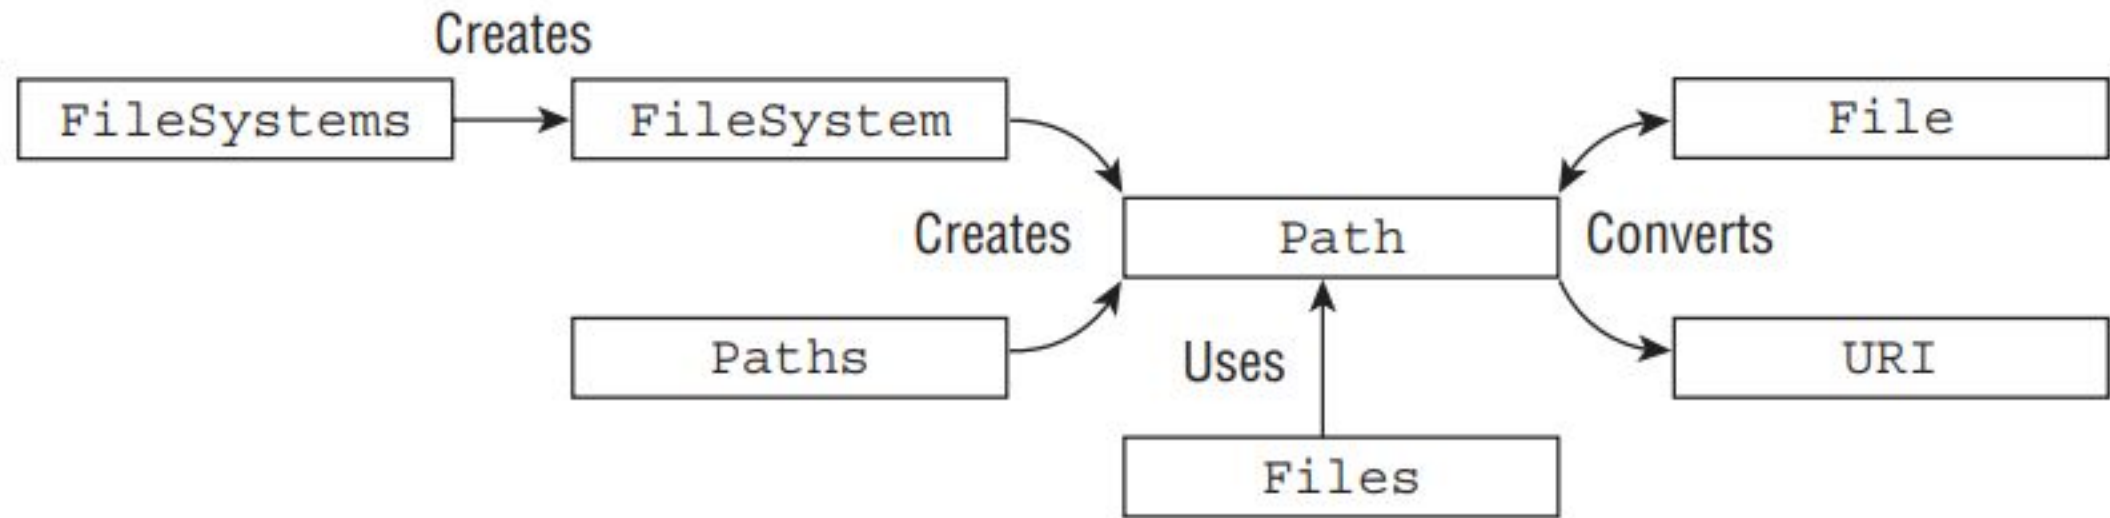 Creates
FileSystems
FileSystem
File
Creates
Path
Converts
Paths
Uses
URI
Files